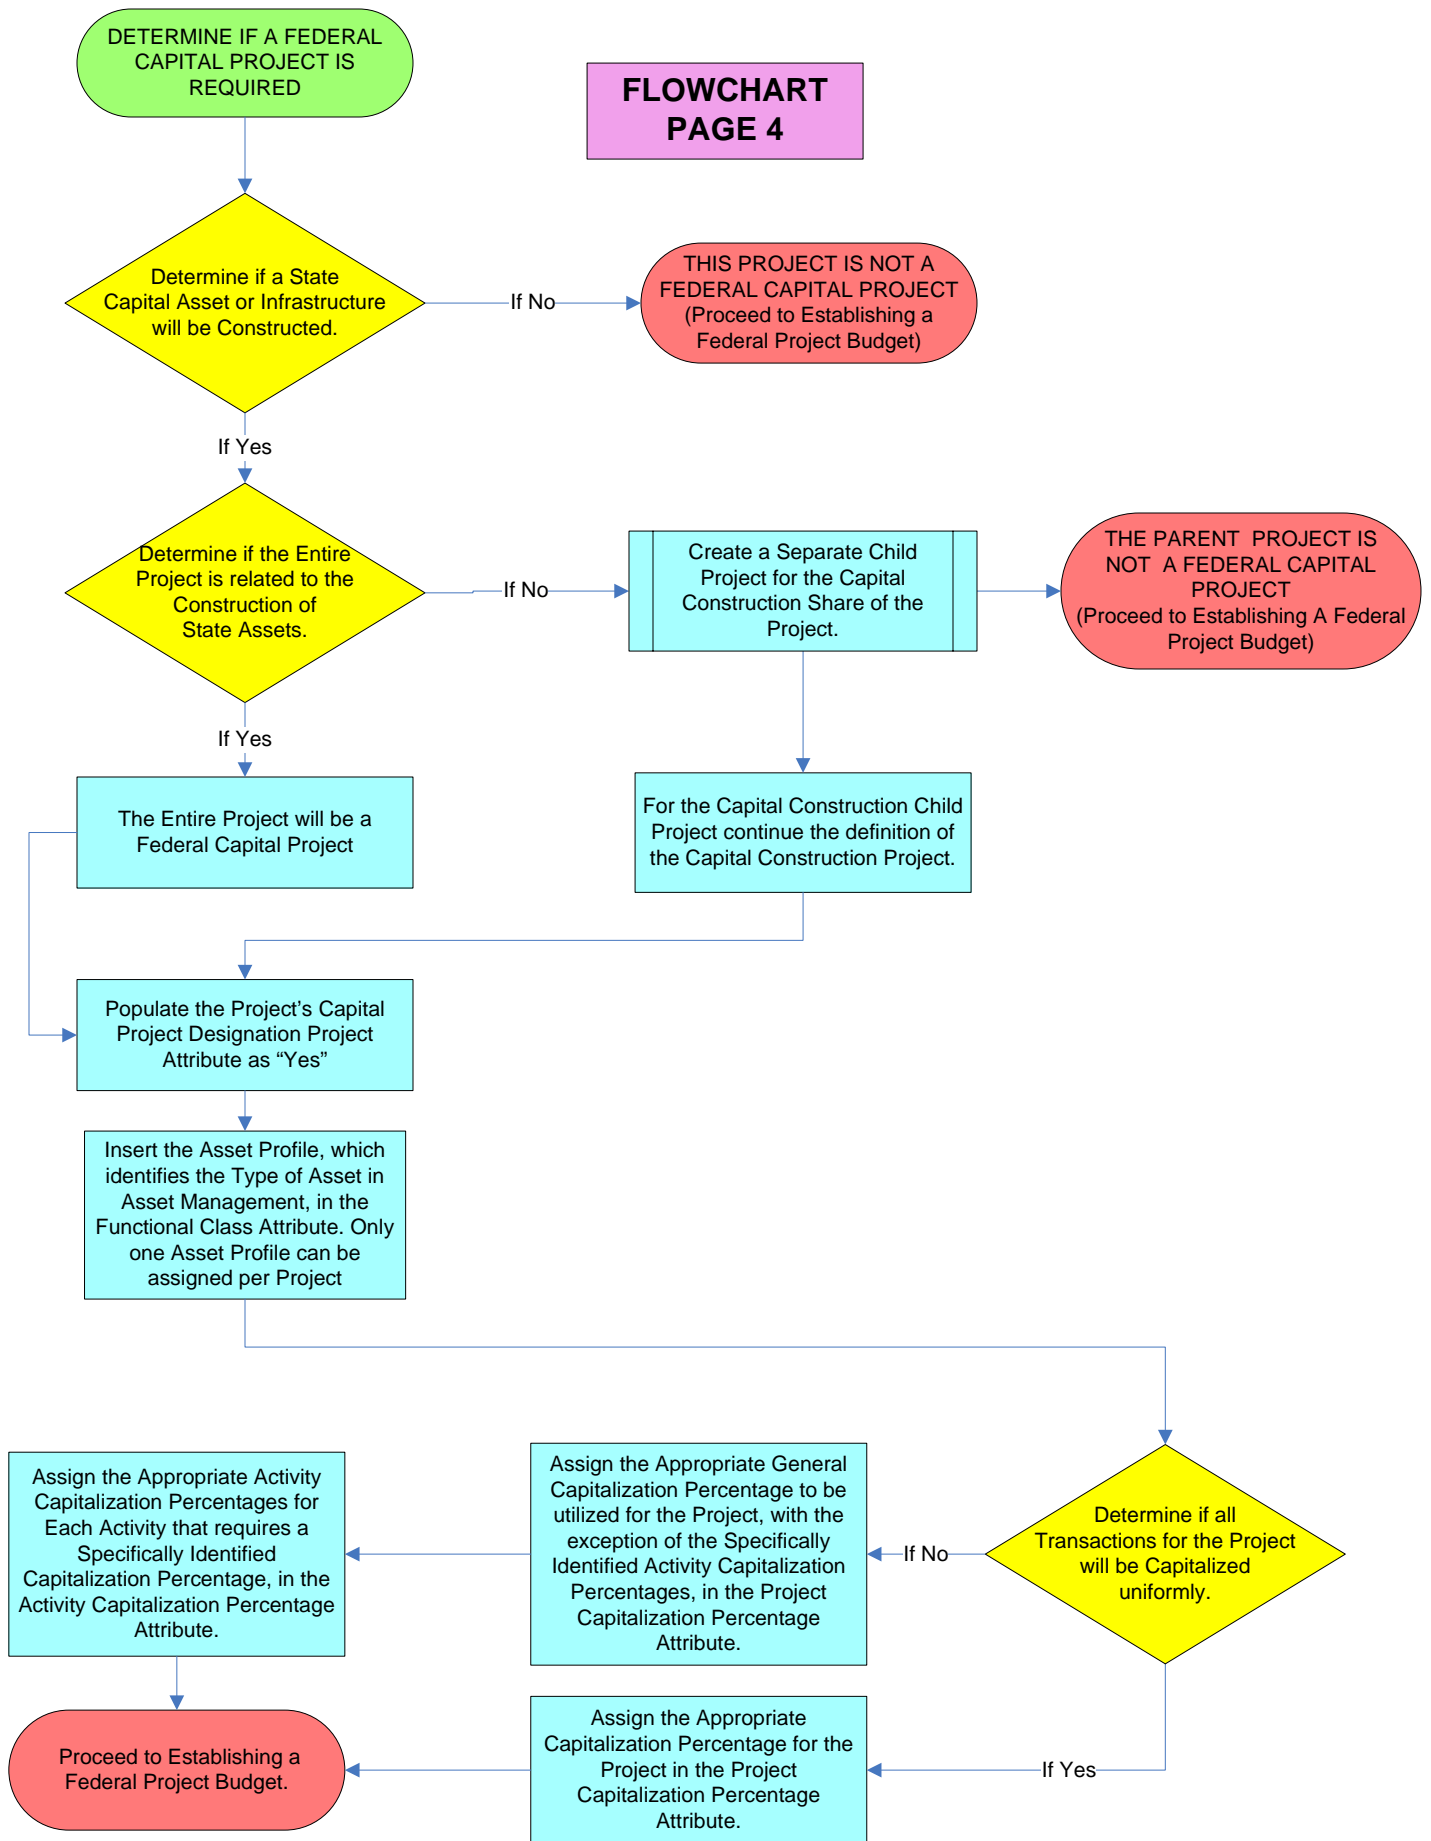 DETERMINE IF A FEDERAL
CAPITAL PROJECT IS
REQUIRED
FLOWCHART
PAGE 4
Determine if a State
Capital Asset or Infrastructure
will be Constructed.
If No
THIS PROJECT IS NOT A
FEDERAL CAPITAL PROJECT
(Proceed to Establishing a
Federal Project Budget)
If Yes
Determine if the Entire
Project is related to the
Construction of
State Assets.
If No
Create a Separate Child
Project for the Capital
Construction Share of the
Project.
THE PARENT PROJECT IS
NOT A FEDERAL CAPITAL
PROJECT
(Proceed to Establishing A Federal
Project Budget)
If Yes
The Entire Project will be a
Federal Capital Project
For the Capital Construction Child
Project continue the definition of
the Capital Construction Project.
Populate the Project’s Capital
Project Designation Project
Attribute as “Yes”
Insert the Asset Profile, which
identifies the Type of Asset in
Asset Management, in the
Functional Class Attribute. Only
one Asset Profile can be
assigned per Project
Determine if all
Transactions for the Project
will be Capitalized
uniformly.
If No
Assign the Appropriate General
Capitalization Percentage to be
utilized for the Project, with the
exception of the Specifically
Identified Activity Capitalization
Percentages, in the Project
Capitalization Percentage
Attribute.
Assign the Appropriate Activity
Capitalization Percentages for
Each Activity that requires a
Specifically Identified
Capitalization Percentage, in the
Activity Capitalization Percentage
Attribute.
If Yes
Assign the Appropriate
Capitalization Percentage for the
Project in the Project
Capitalization Percentage
Attribute.
Proceed to Establishing a
Federal Project Budget.